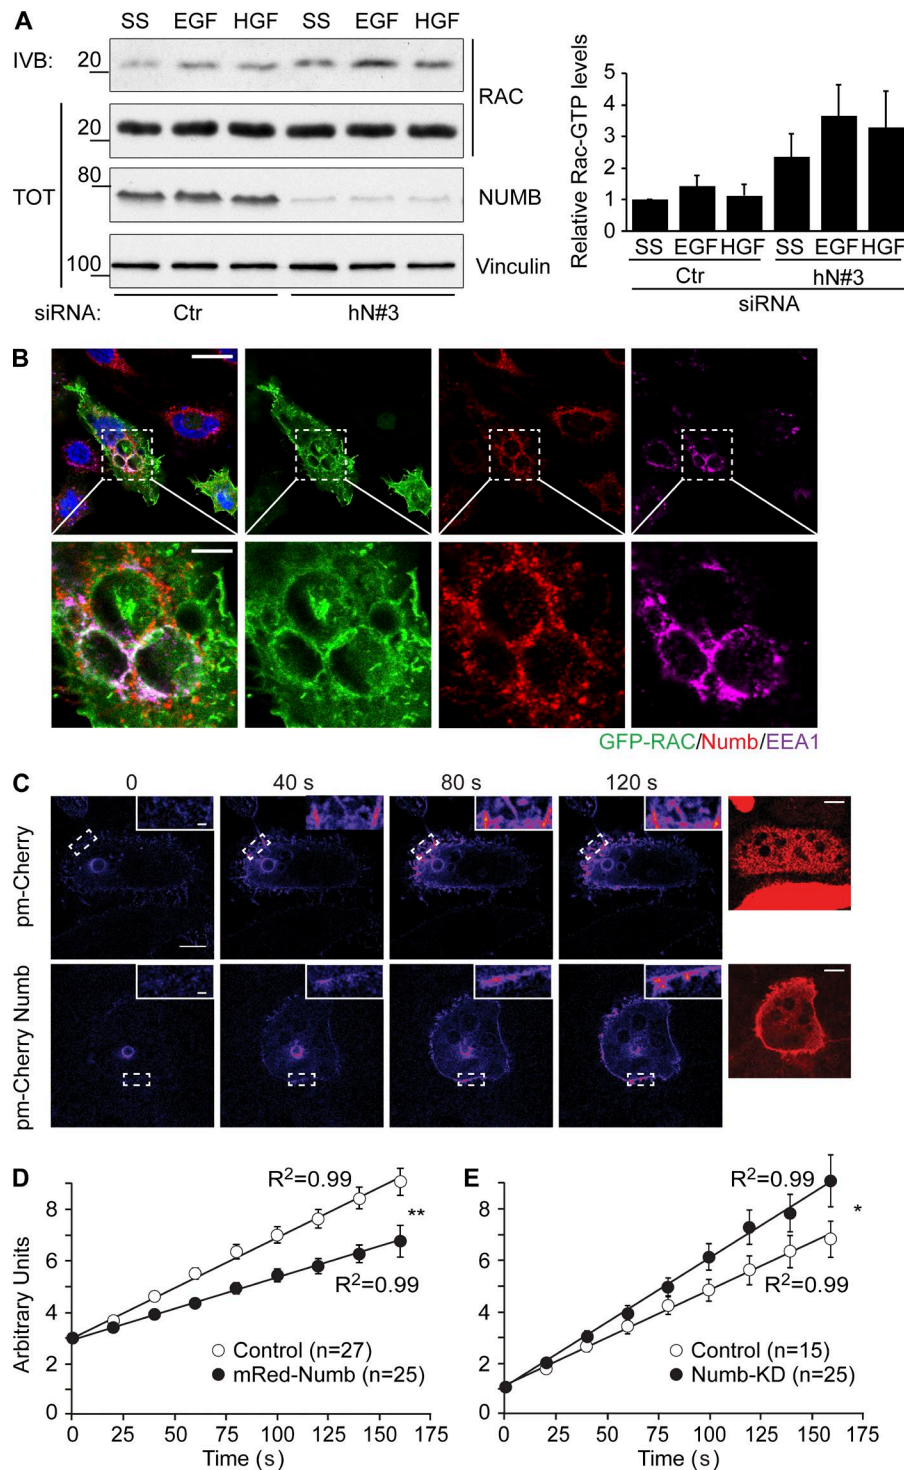 A
SS EGF HGF SS EGF HGF
IVB: 20
RAC
20
TOT
80
NUMB
100
Vinculin
siRNA: Ctr hN#3
Relative Rac-GTP levels
5
4
3
2
1
0
SS EGF HGF SS EGF HGF
Ctr hN#3
siRNA
B
GFP-RAC/Numb/EEA1
C
0 40 s 80 s 120 s
pm-Cherry
pm-Cherry Numb
D
R2=0.99
**
R2=0.99
Arbitrary Units
8
6
4
2
0
Control (n=27)
mRed-Numb (n=25)
0 25 50 75 100 125 150 175
Time (s)
E
R2=0.99
*
R2=0.99
8
6
4
2
0
Control (n=15)
Numb-KD (n=25)
0 25 50 75 100 125 150 175
Time (s)